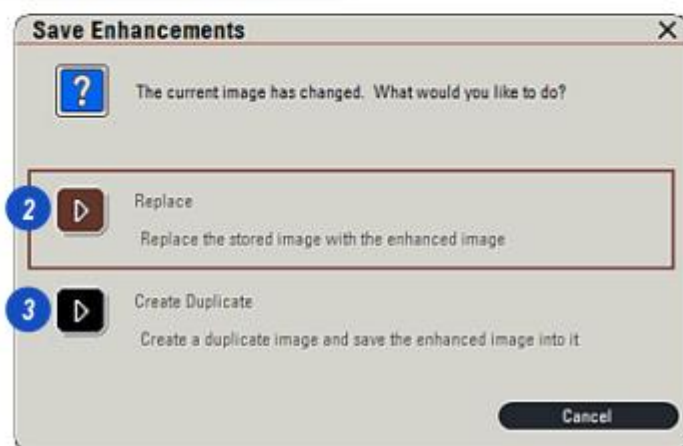 Save Enhancements
The current image has changed. What would you like to do?
2
Replace
Replace the stored image with the enhanced image
3
Create Duplicate
Create a duplicate image and save the enhanced image into it
Cancel